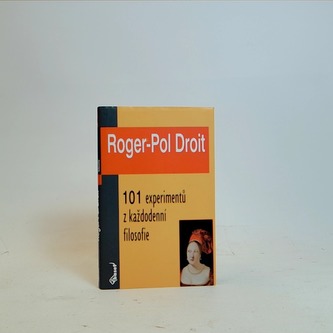 Roger-Pol Droit
101 experimentů
z každodenní
filosofie